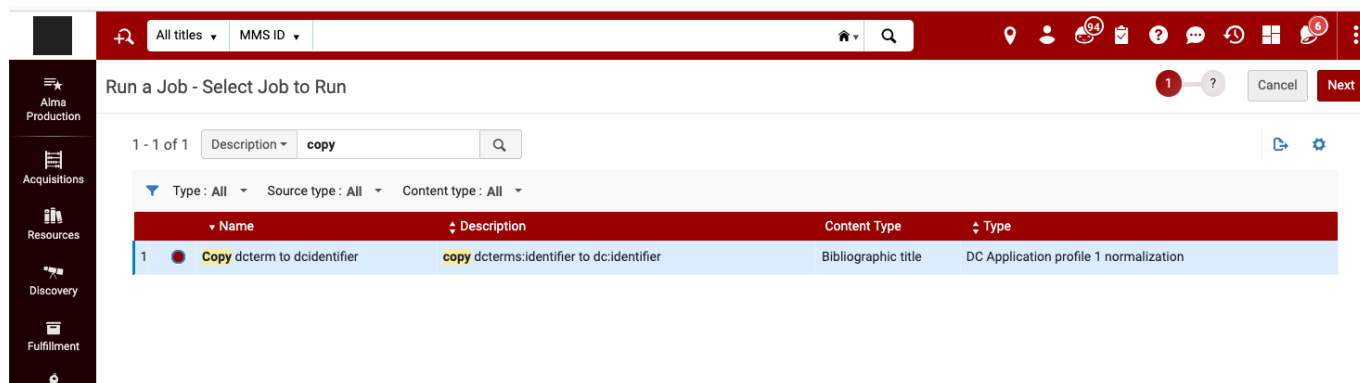 All titles MMS ID
94
6
Alma
Production
Run a Job - Select Job to Run
1
?
Cancel
Next
1 - 1 of 1 Description copy
Acquisitions
Type : All Source type : All Content type : All
Resources
Name Description Content Type Type
1 Copy dcterm to dcidentifier copy dcterms:identifier to dc:identifier Bibliographic title DC Application profile 1 normalization
Discovery
Fulfillment